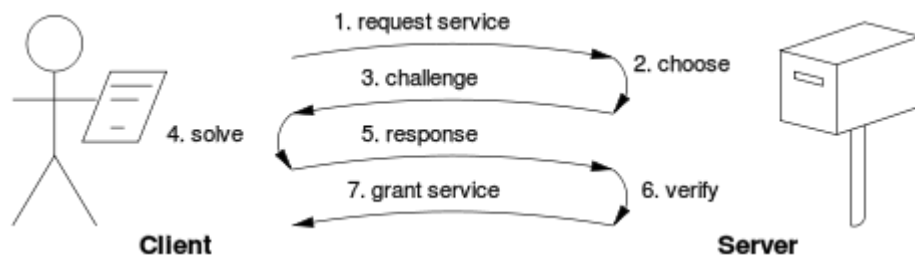 1. request service
2. choose
3. challenge
4. solve
5. response
6. verify
7. grant service
Client
Server